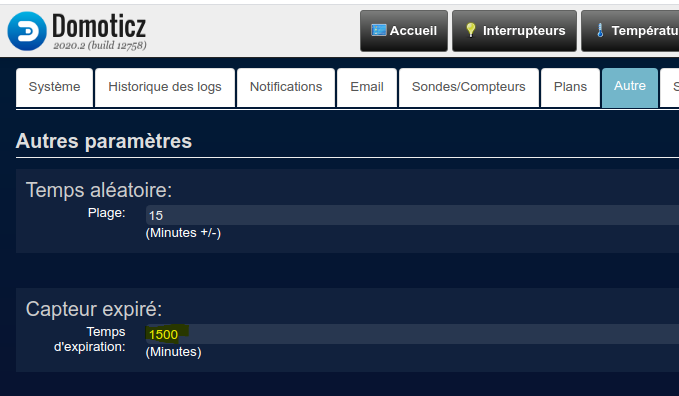 Domoticz
2020.2 (build 12758)
Accueil
Interrupteurs
Températu
Système
Historique des logs
Notifications
Email
Sondes/Compteurs
Plans
Autre
S
Autres paramètres
Temps aléatoire:
Plage:
15
(Minutes +/-)
Capteur expiré:
Temps
d'expiration:
1500
(Minutes)